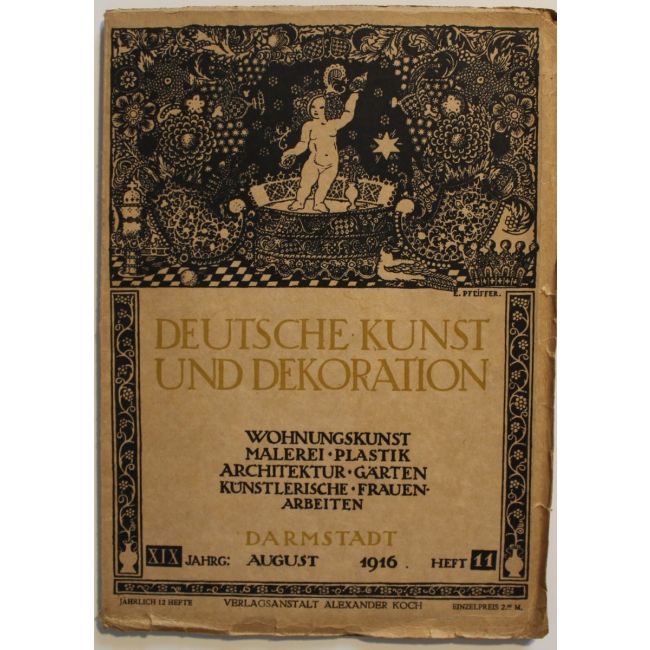 E. PFEIFFER.
DEUTSCHE·KUNST
UND DEKORATION
WOHNUNGSKUNST
MALEREI·PLASTIK
ARCHITEKTUR·GÄRTEN
KÜNSTLERISCHE·FRAUEN-
ARBEITEN
DARMSTADT
XIX JAHRG: AUGUST 1916. HEFT 11
JÄHRLICH 12 HEFTE VERLAGSANSTALT ALEXANDER KOCH EINZELPREIS 2.50 M.